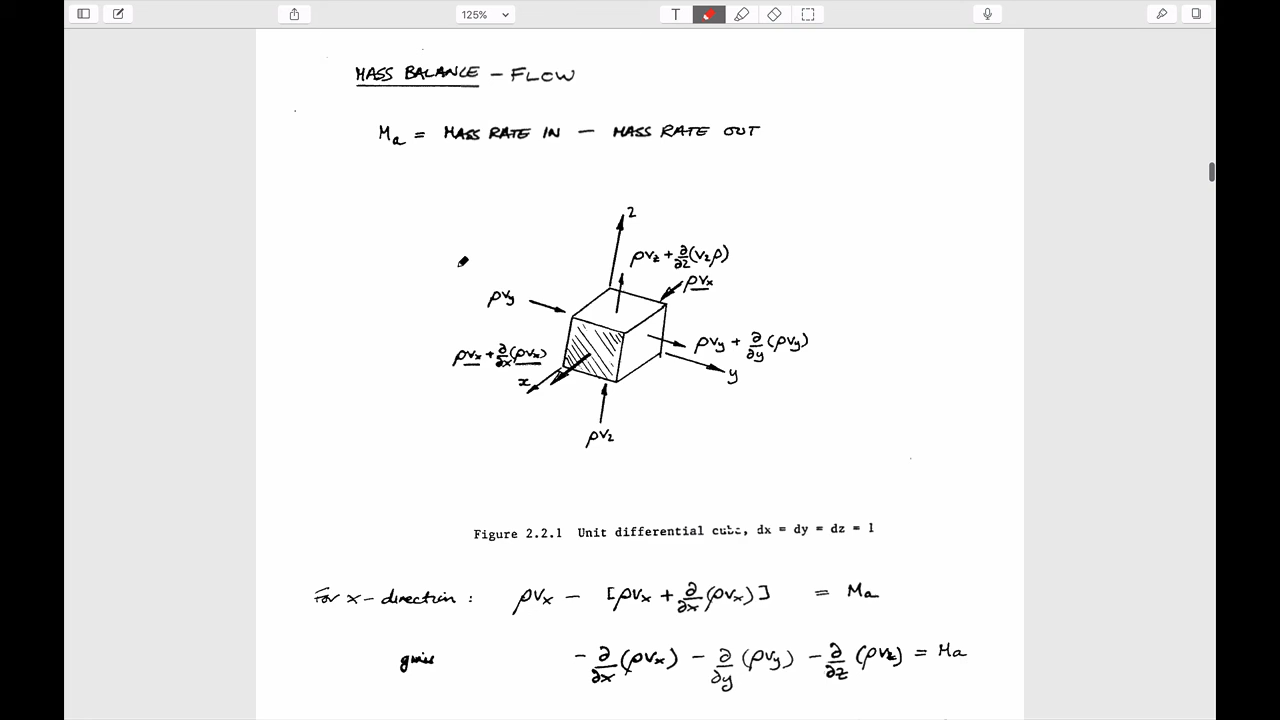 125%
T
MASS BALANCE – FLOW
Ma = MASS RATE IN – MASS RATE OUT
z
ρvz + ∂/∂z (vzρ)
ρvx
ρvy
ρvy + ∂/∂y (ρvy)
ρvx + ∂/∂x (ρvx)
x
y
ρvz
Figure 2.2.1 Unit differential cube, dx = dy = dz = 1
For x-direction : ρvx – [ρvx + ∂/∂x (ρvx)] = Ma
gives – ∂/∂x (ρvx) – ∂/∂y (ρvy) – ∂/∂z (ρvz) = Ma